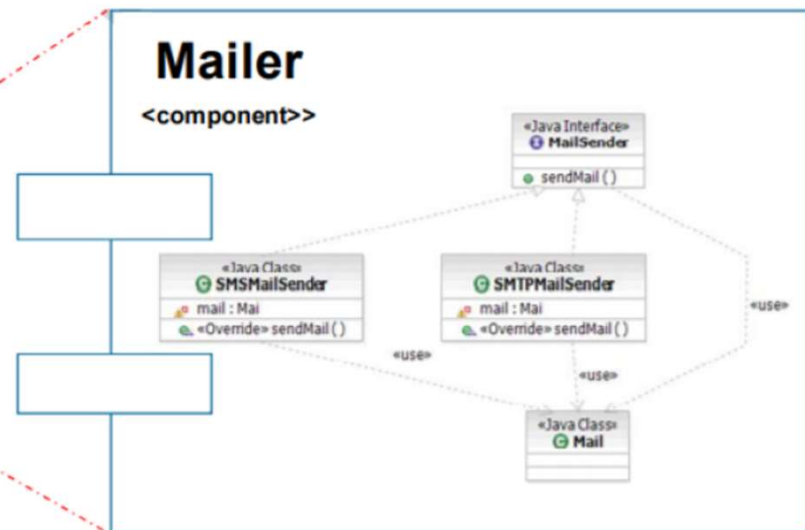 Mailer
<component>>
«Java Interface»
MailSender
sendMail ( )
«Java Class»
SMSMailSender
mail : Mai
«Override» sendMail ( )
«Java Class»
SMTPMailSender
mail : Mai
«Override» sendMail ( )
«use»
«use»
«use»
«Java Class»
Mail